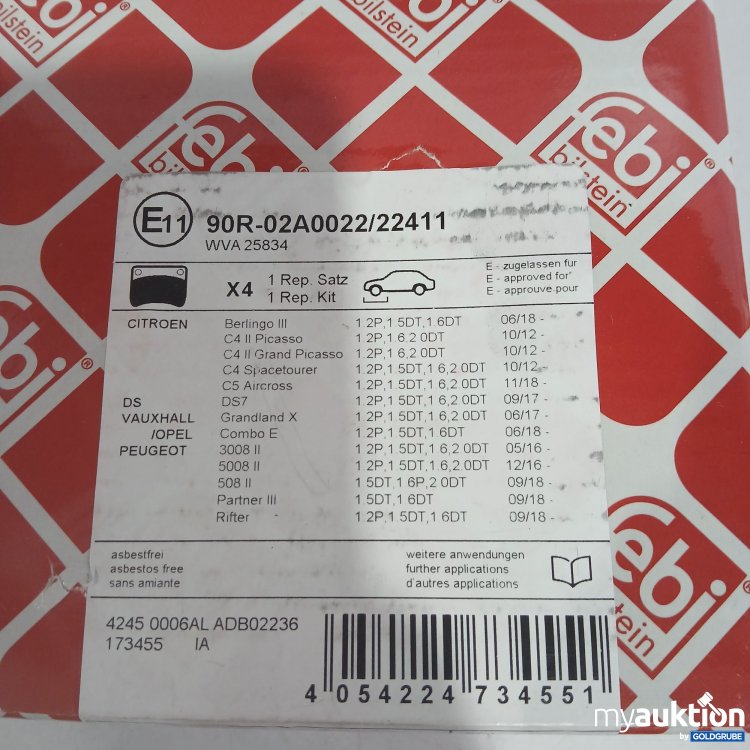 febi
bilstein
febi
bilstein
febi
bilstein
E11 90R-02A0022/22411
WVA 25834
X4 1 Rep. Satz
1 Rep. Kit
E - zugelassen für
E - approved for
E - approuve pour
CITROEN Berlingo III 1.2P,1.5DT,1.6DT 06/18 -
C4 II Picasso 1.2P,1.6,2.0DT 10/12 -
C4 II Grand Picasso 1.2P,1.6,2.0DT 10/12 -
C4 Spacetourer 1.2P,1.5DT,1.6,2.0DT 10/12 -
C5 Aircross 1.2P,1.5DT,1.6,2.0DT 11/18 -
DS DS7 1.2P,1.5DT,1.6,2.0DT 09/17 -
VAUXHALL Grandland X 1.2P,1.5DT,1.6,2.0DT 06/17 -
/OPEL Combo E 1.2P,1.5DT,1.6DT 06/18 -
PEUGEOT 3008 II 1.2P,1.5DT,1.6,2.0DT 05/16 -
5008 II 1.2P,1.5DT,1.6,2.0DT 12/16 -
508 II 1.5DT,1.6P,2.0DT 09/18 -
Partner III 1.5DT,1.6DT 09/18 -
Rifter 1.2P,1.5DT,1.6DT 09/18 -
asbestfrei
asbestos free
sans amiante
weitere anwendungen
further applications
d'autres applications
4245 0006AL ADB02236
173455 IA
4 054224 734551
febi
bilstein
myauktion
by GOLDGRUBE